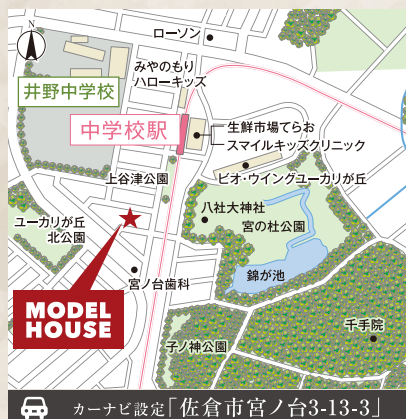 N
ローソン
みやのもり
ハローキッズ
井野中学校
中学校駅
生鮮市場てらお
スマイルキッズクリニック
上谷津公園
ビオ・ウイングユーカリが丘
八社大神社
宮の杜公園
ユーカリが丘
北公園
錦が池
宮ノ台歯科
MODEL
HOUSE
千手院
子ノ神公園
カーナビ設定「佐倉市宮ノ台3-13-3」